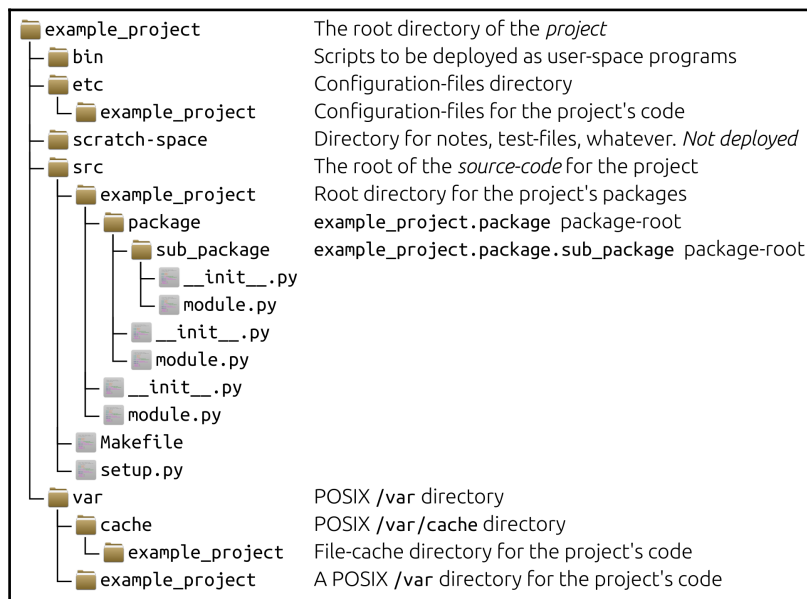 example_project The root directory of the project
bin Scripts to be deployed as user-space programs
etc Configuration-files directory
example_project Configuration-files for the project's code
scratch-space Directory for notes, test-files, whatever. Not deployed
src The root of the source-code for the project
example_project Root directory for the project's packages
package example_project.package package-root
sub_package example_project.package.sub_package package-root
__init__.py
module.py
__init__.py
module.py
__init__.py
module.py
Makefile
setup.py
var POSIX /var directory
cache POSIX /var/cache directory
example_project File-cache directory for the project's code
example_project A POSIX /var directory for the project's code